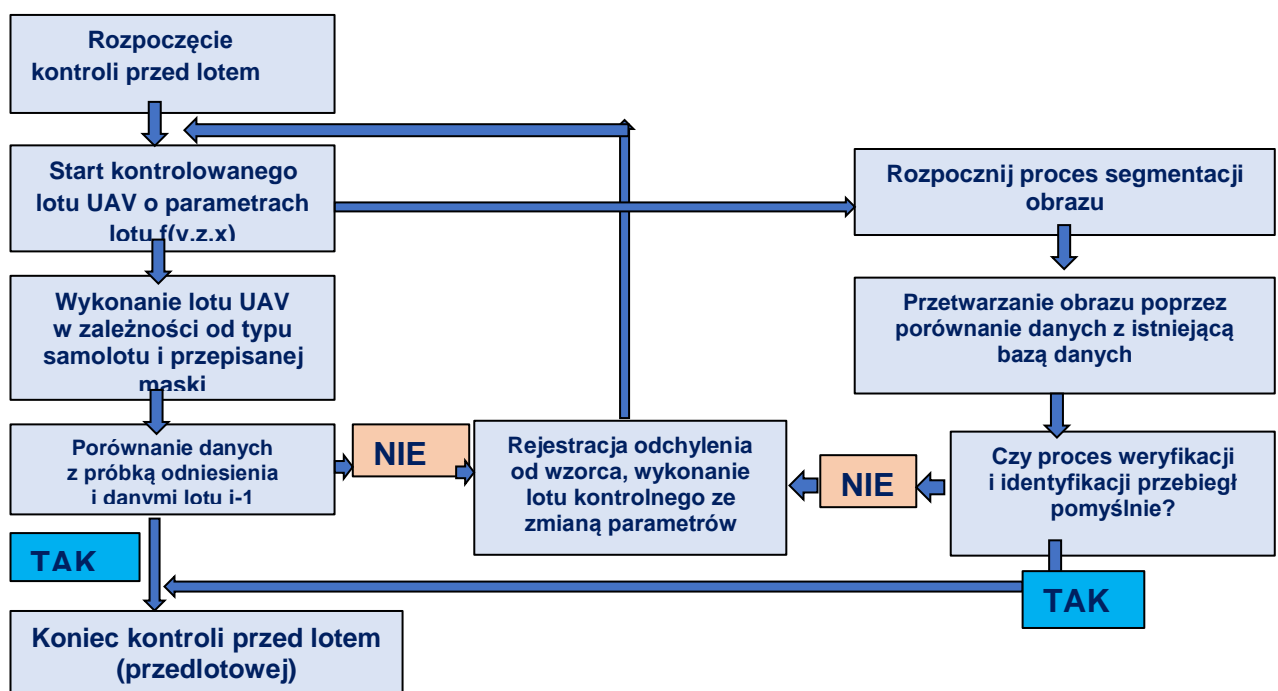 Rozpoczęcie
kontroli przed lotem
Start kontrolowanego
lotu UAV o parametrach
lotu f(y,z,x)
Wykonanie lotu UAV
w zależności od typu
samolotu i przepisanej
maski
Porównanie danych
z próbką odniesienia
i danymi lotu i-1
NIE
TAK
Koniec kontroli przed lotem
(przedlotowej)
Rejestracja odchylenia
od wzorca, wykonanie
lotu kontrolnego ze
zmianą parametrów
Rozpocznij proces segmentacji
obrazu
Przetwarzanie obrazu poprzez
porównanie danych z istniejącą
bazą danych
Czy proces weryfikacji
i identyfikacji przebiegł
pomyślnie?
NIE
TAK